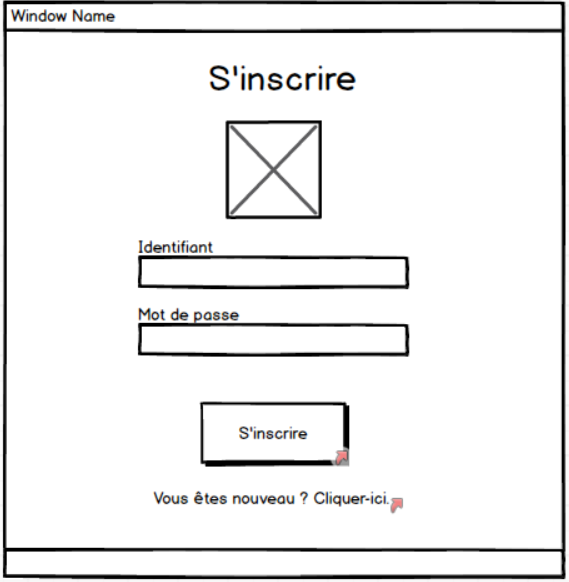 Window Name
S'inscrire
Identifiant
Mot de passe
S'inscrire
Vous êtes nouveau ? Cliquer-ici.